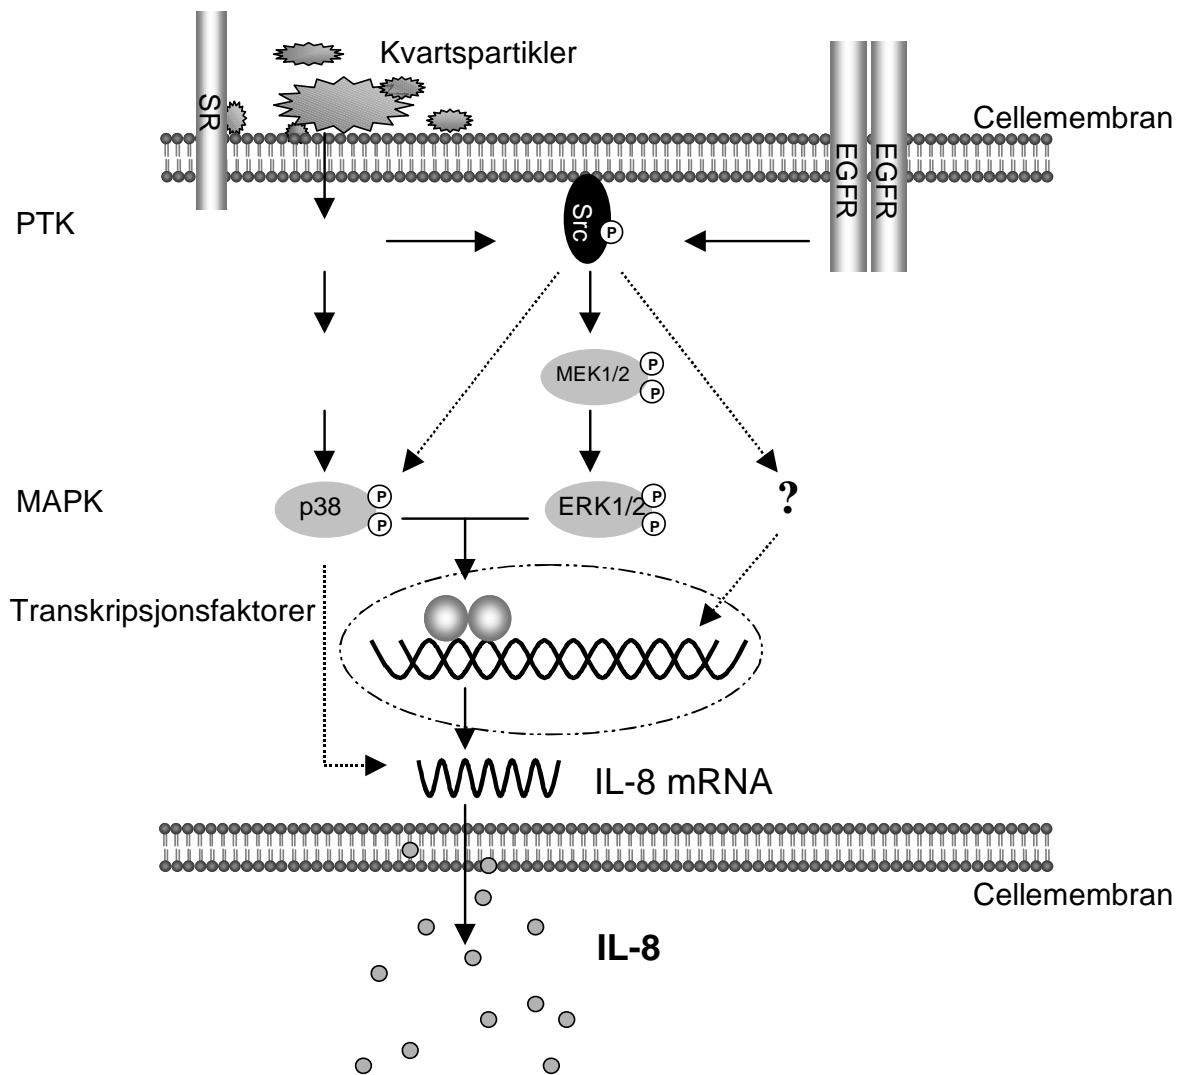 Kvartspartikler
SR
Cellemembran
EGFR
EGFR
PTK
Src
P
MEK1/2
P
P
MAPK
p38
P
P
ERK1/2
P
P
?
Transkripsjonsfaktorer
IL-8 mRNA
Cellemembran
IL-8